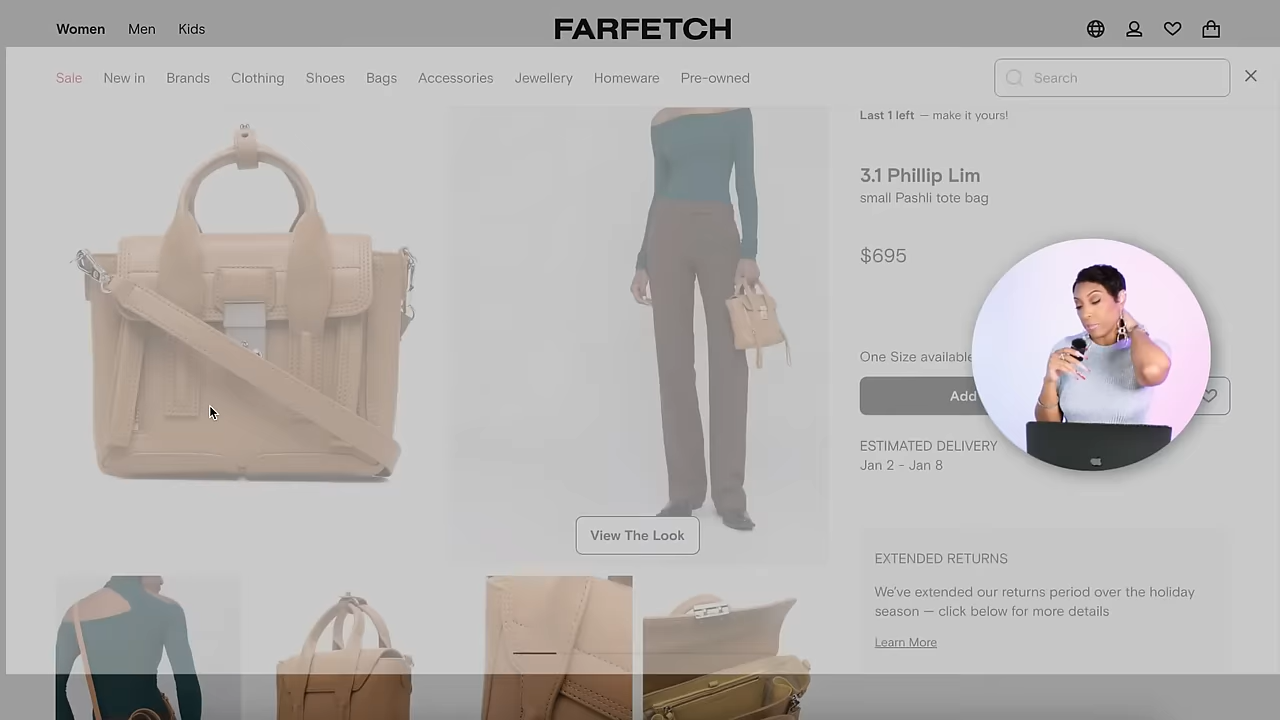 Women Men Kids
FARFETCH
Sale New in Brands Clothing Shoes Bags Accessories Jewellery Homeware Pre-owned
Search
Last 1 left — make it yours!
3.1 Phillip Lim
small Pashli tote bag
$695
One Size available
Add
ESTIMATED DELIVERY
Jan 2 - Jan 8
View The Look
EXTENDED RETURNS
We've extended our returns period over the holiday
season — click below for more details
Learn More